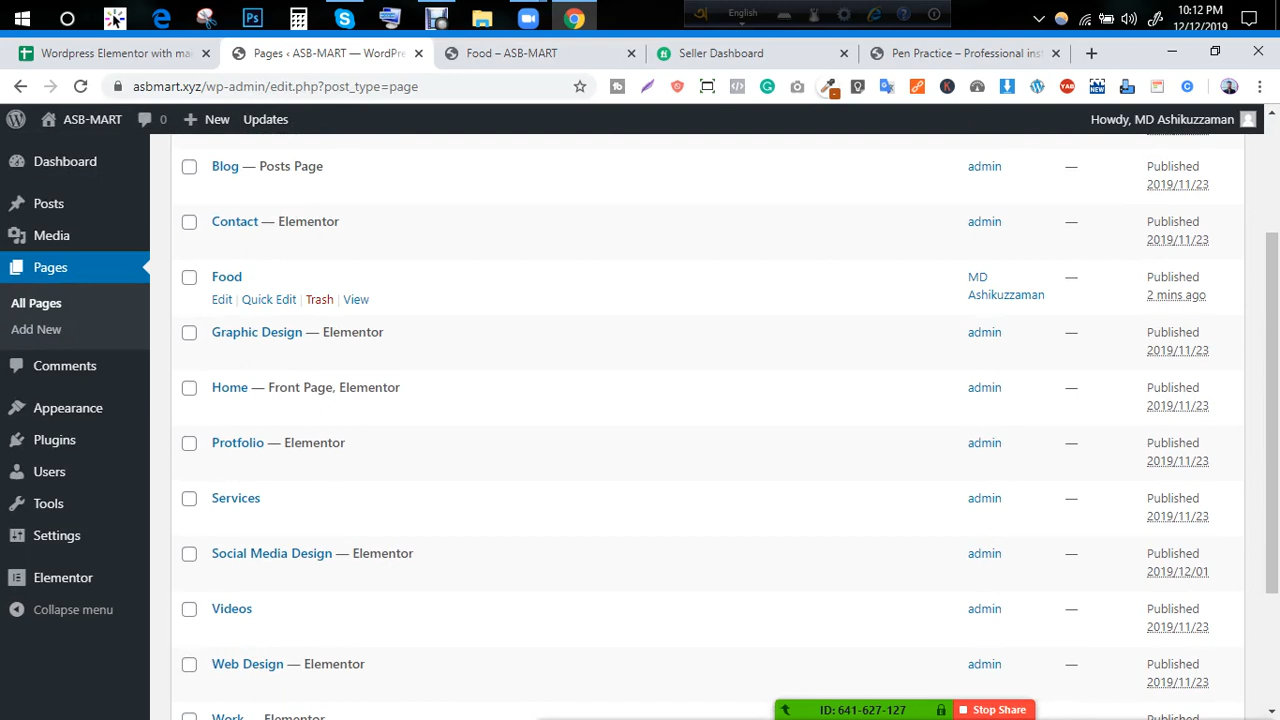 English
10:12 PM
12/12/2019
Wordpress Elementor with ma
Pages ‹ ASB-MART — WordPre
Food – ASB-MART
Seller Dashboard
Pen Practice – Professional inst
asbmart.xyz/wp-admin/edit.php?post_type=page
ASB-MART
0
New
Updates
Howdy, MD Ashikuzzaman
Dashboard
Posts
Media
Pages
All Pages
Add New
Comments
Appearance
Plugins
Users
Tools
Settings
Elementor
Collapse menu
Blog — Posts Page
admin
—
Published
2019/11/23
Contact — Elementor
admin
—
Published
2019/11/23
Food
Edit | Quick Edit | Trash | View
MD
Ashikuzzaman
—
Published
2 mins ago
Graphic Design — Elementor
admin
—
Published
2019/11/23
Home — Front Page, Elementor
admin
—
Published
2019/11/23
Protfolio — Elementor
admin
—
Published
2019/11/23
Services
admin
—
Published
2019/11/23
Social Media Design — Elementor
admin
—
Published
2019/12/01
Videos
admin
—
Published
2019/11/23
Web Design — Elementor
admin
—
Published
2019/11/23
Work — Elementor
ID: 641-627-127
Stop Share